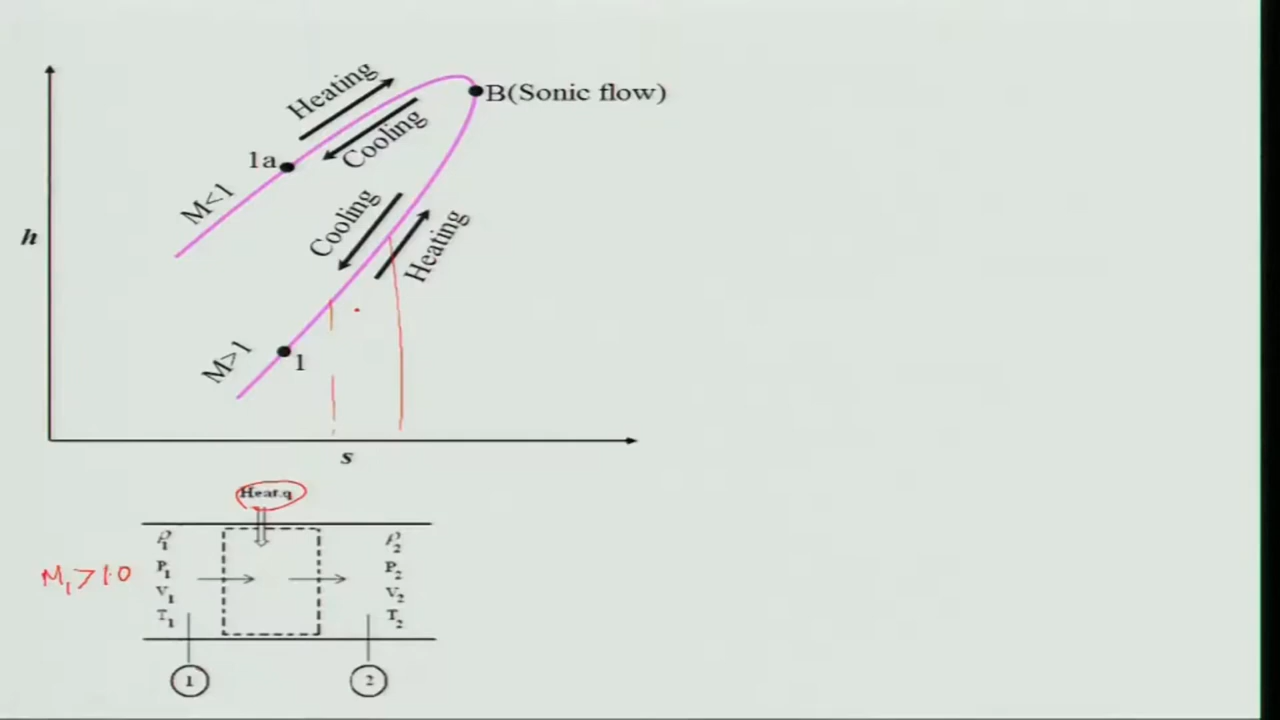 Heating
B(Sonic flow)
Cooling
1a
M<1
Cooling
Heating
h
M>1
1
s
Heat.q
ρ1 ρ2
P1 P2
M1>1.0
V1 V2
T1 T2
1 2